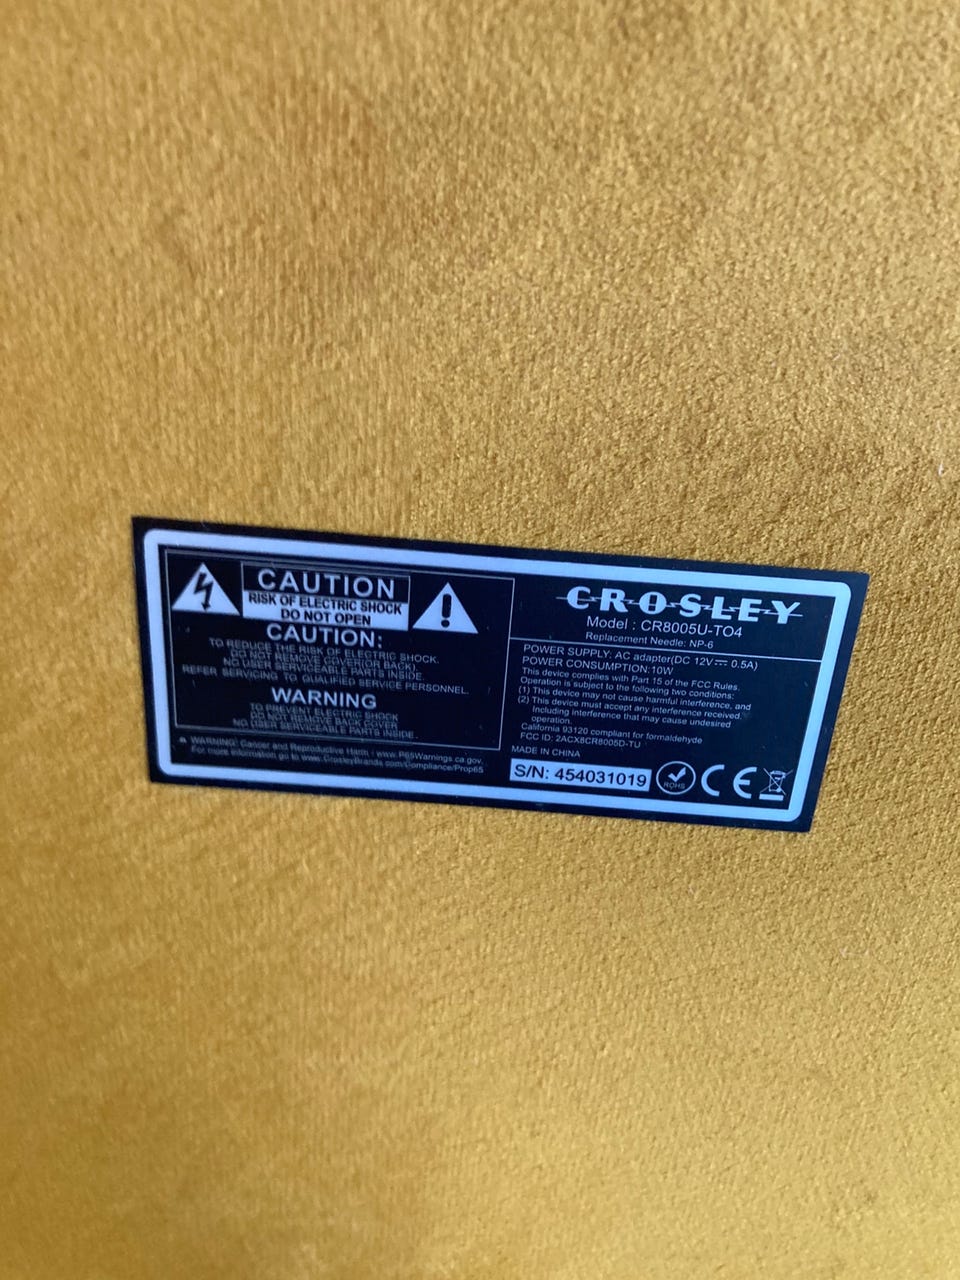 CAUTION
RISK OF ELECTRIC SHOCK
DO NOT OPEN
CAUTION:
TO REDUCE THE RISK OF ELECTRIC SHOCK.
DO NOT REMOVE COVER(OR BACK).
NO USER SERVICEABLE PARTS INSIDE.
REFER SERVICING TO QUALIFIED SERVICE PERSONNEL.
WARNING
TO PREVENT ELECTRIC SHOCK
DO NOT REMOVE BACK COVER
NO USER SERVICEABLE PARTS INSIDE.
WARNING: Cancer and Reproductive Harm - www.P65Warnings.ca.gov.
For more information go to www.CrosleyBrands.com/Compliance/Prop65
CROSLEY
Model : CR8005U-TO4
Replacement Needle: NP-6
POWER SUPPLY: AC adapter(DC 12V⎓ 0.5A)
POWER CONSUMPTION:10W
This device complies with Part 15 of the FCC Rules.
Operation is subject to the following two conditions:
(1) This device may not cause harmful interference, and
(2) This device must accept any interference received.
Including interference that may cause undesired
operation.
California 93120 compliant for formaldehyde
FCC ID: 2ACX8CR8005D-TU
MADE IN CHINA
S/N: 454031019
ROHS
CE